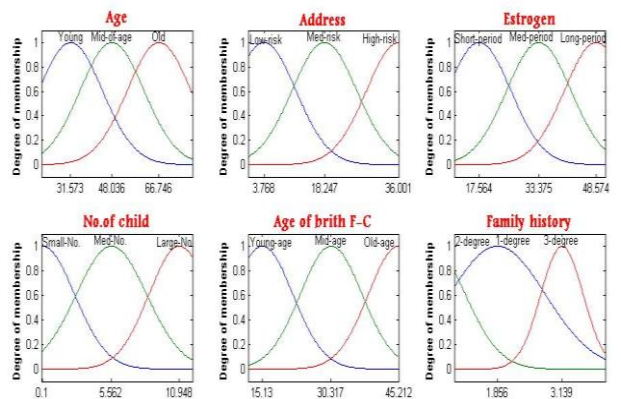 Age
Young Mid-of-age Old
Degree of membership
1
0.8
0.6
0.4
0.2
0
31.573 48.036 66.746
Address
Low-risk Med-risk High-risk
Degree of membership
1
0.8
0.6
0.4
0.2
0
3.768 18.247 36.001
Estrogen
Short-period Med-period Long-period
Degree of membership
1
0.8
0.6
0.4
0.2
0
17.564 33.375 48.574
No.of child
Small-No. Med-No. Large-No
Degree of membership
1
0.8
0.6
0.4
0.2
0
0.1 5.562 10.948
Age of brith F-C
Young-age Mid-age Old-age
Degree of membership
1
0.8
0.6
0.4
0.2
0
15.13 30.317 45.212
Family history
2-degree 1-degree 3-degree
Degree of membership
1
0.8
0.6
0.4
0.2
0
1.856 3.139